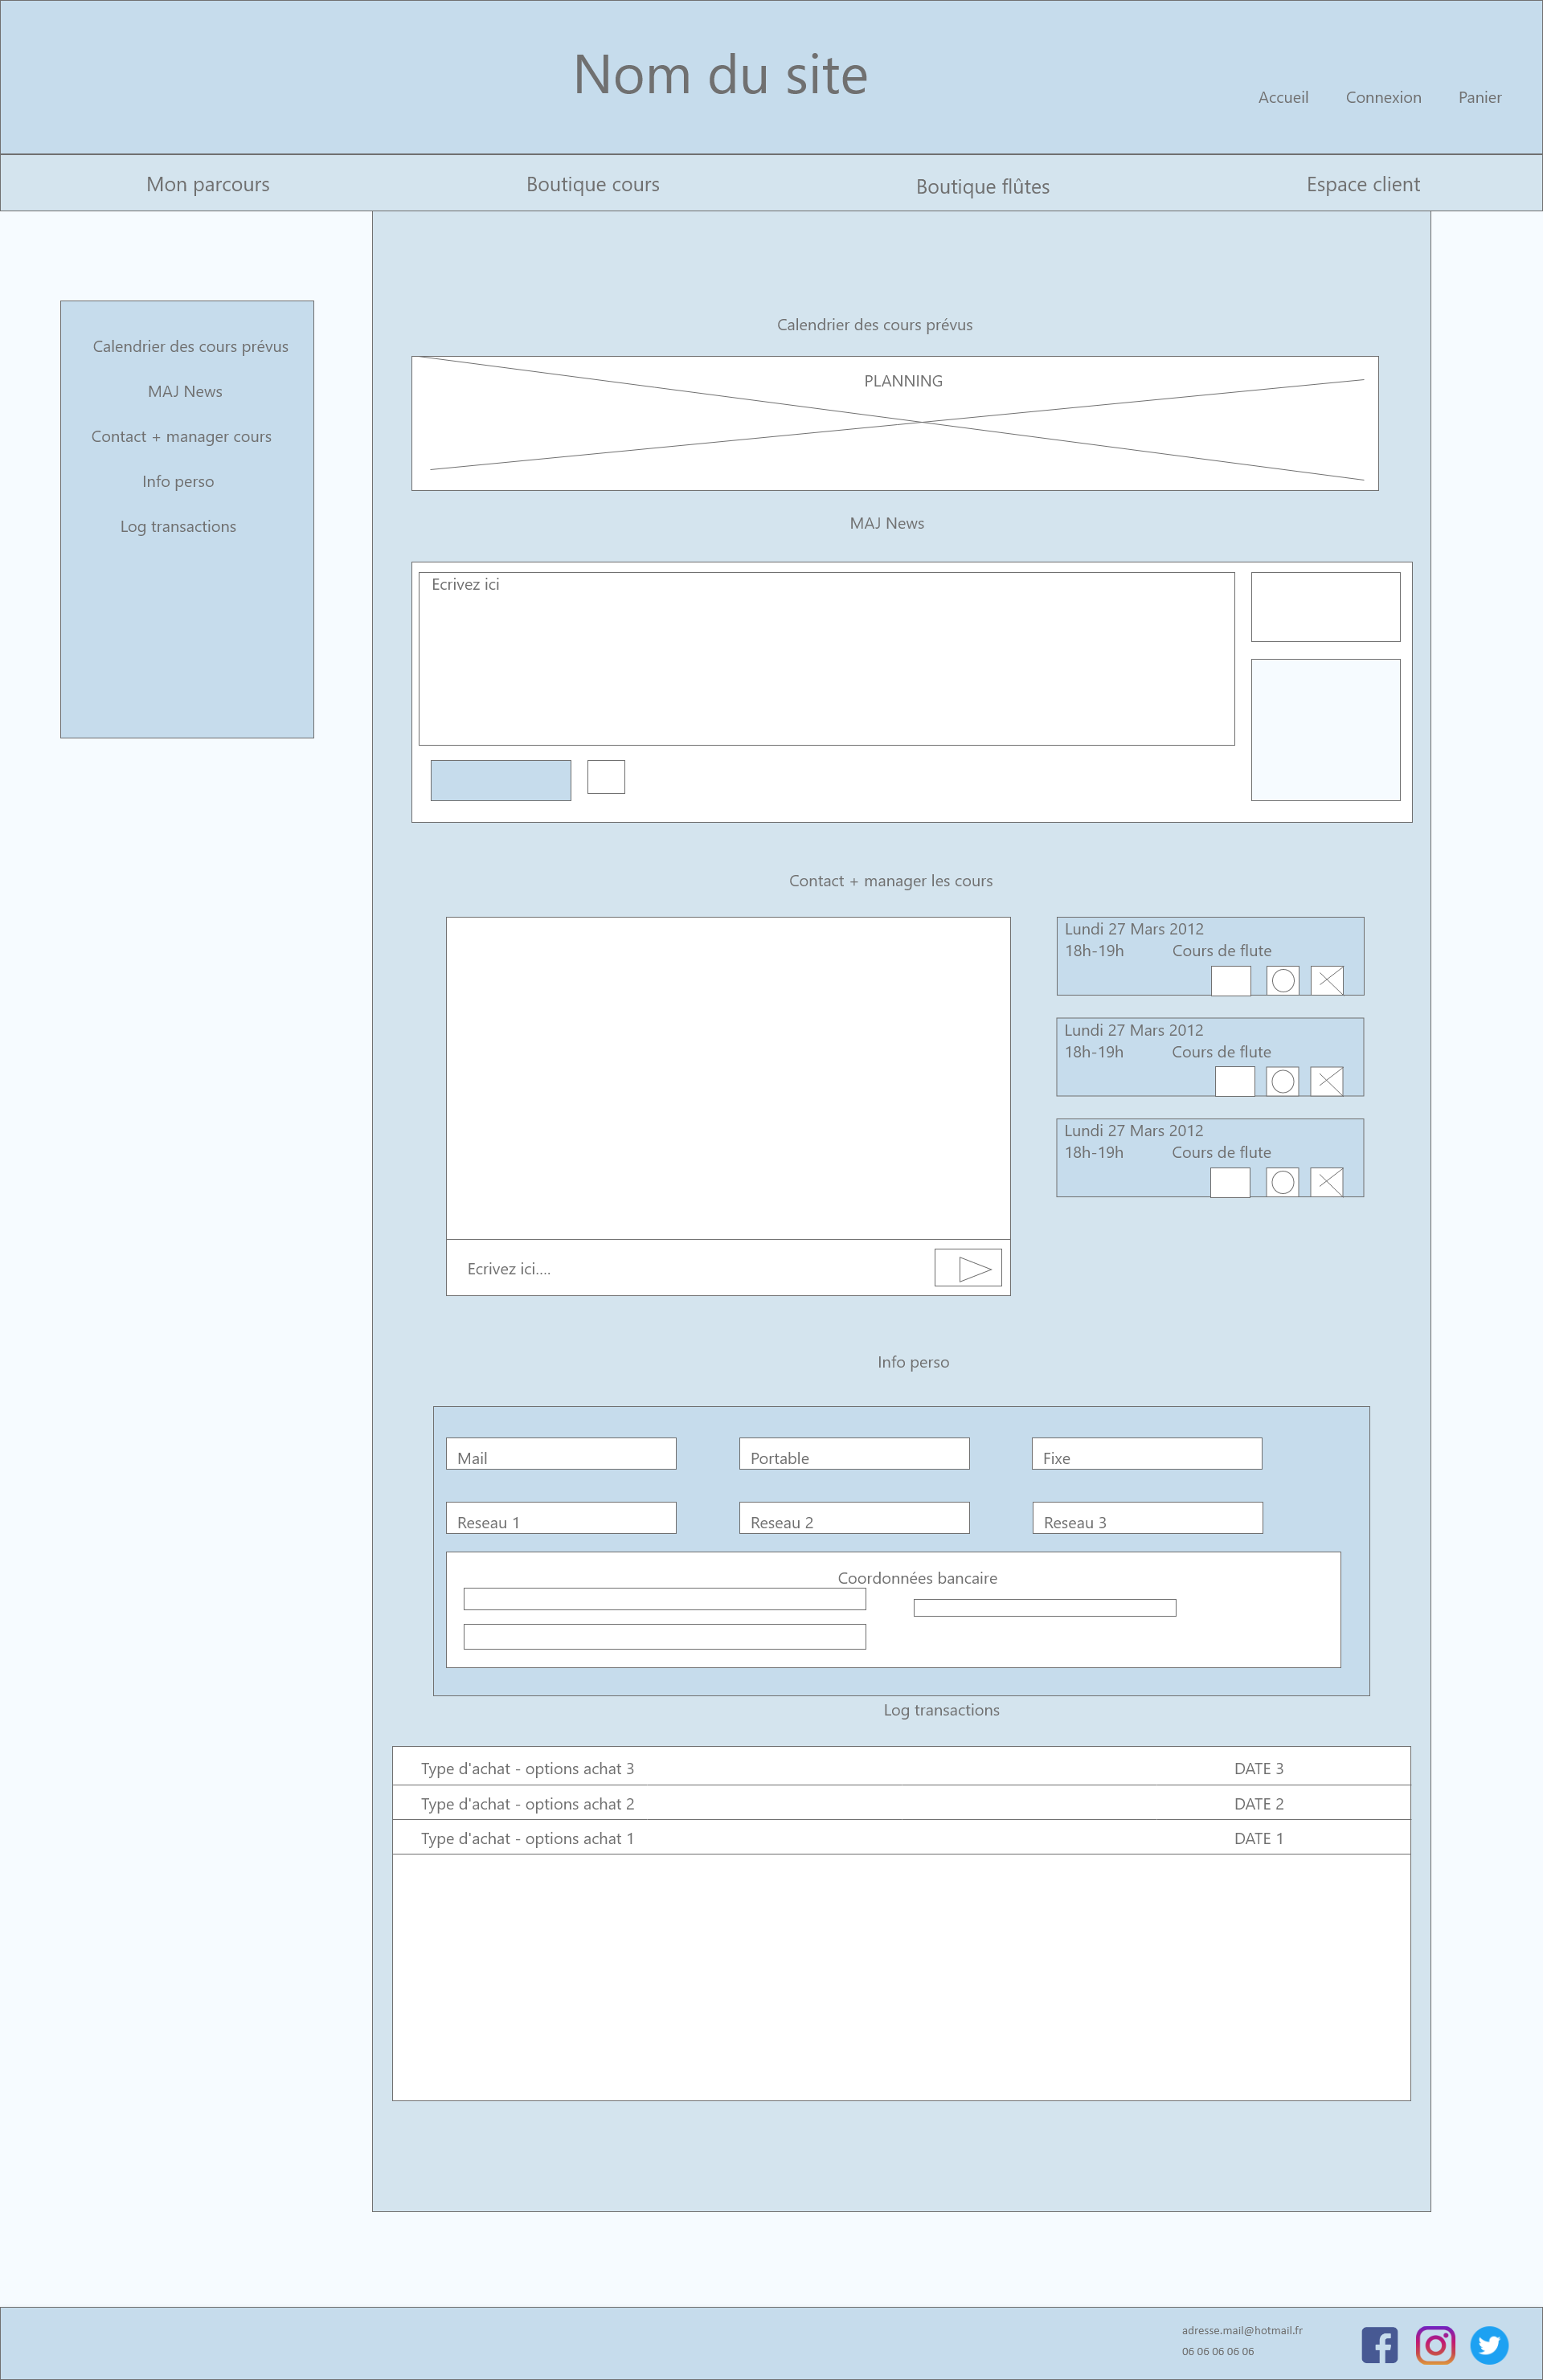 Nom du site
Accueil Connexion Panier
Mon parcours Boutique cours Boutique flûtes Espace client
Calendrier des cours prévus
MAJ News
Contact + manager cours
Info perso
Log transactions
Calendrier des cours prévus
PLANNING
MAJ News
Ecrivez ici
Contact + manager les cours
Lundi 27 Mars 2012
18h-19h Cours de flute
Lundi 27 Mars 2012
18h-19h Cours de flute
Lundi 27 Mars 2012
18h-19h Cours de flute
Ecrivez ici....
Info perso
Mail Portable Fixe
Reseau 1 Reseau 2 Reseau 3
Coordonnées bancaire
Log transactions
Type d'achat - options achat 3 DATE 3
Type d'achat - options achat 2 DATE 2
Type d'achat - options achat 1 DATE 1
adresse.mail@hotmail.fr
06 06 06 06 06